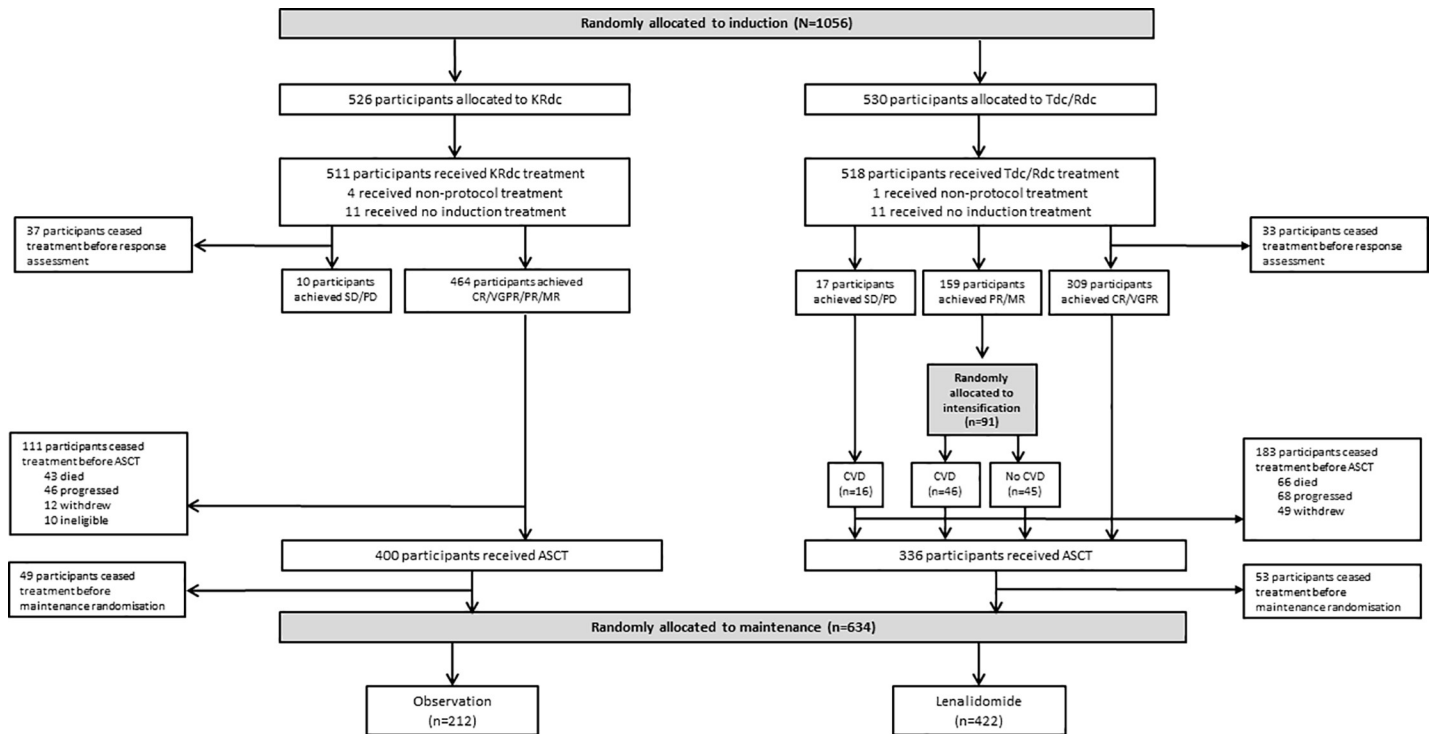 Randomly allocated to induction (N=1056)
526 participants allocated to KRdc
530 participants allocated to Tdc/Rdc
511 participants received KRdc treatment
4 received non-protocol treatment
11 received no induction treatment
518 participants received Tdc/Rdc treatment
1 received non-protocol treatment
11 received no induction treatment
37 participants ceased
treatment before response
assessment
33 participants ceased
treatment before response
assessment
10 participants
achieved SD/PD
464 participants achieved
CR/VGPR/PR/MR
17 participants
achieved SD/PD
159 participants
achieved PR/MR
309 participants
achieved CR/VGPR
Randomly
allocated to
intensification
(n=91)
111 participants ceased
treatment before ASCT
43 died
46 progressed
12 withdrew
10 ineligible
CVD
(n=16)
CVD
(n=46)
No CVD
(n=45)
183 participants ceased
treatment before ASCT
66 died
68 progressed
49 withdrew
400 participants received ASCT
336 participants received ASCT
49 participants ceased
treatment before
maintenance randomisation
53 participants ceased
treatment before
maintenance randomisation
Randomly allocated to maintenance (n=634)
Observation
(n=212)
Lenalidomide
(n=422)